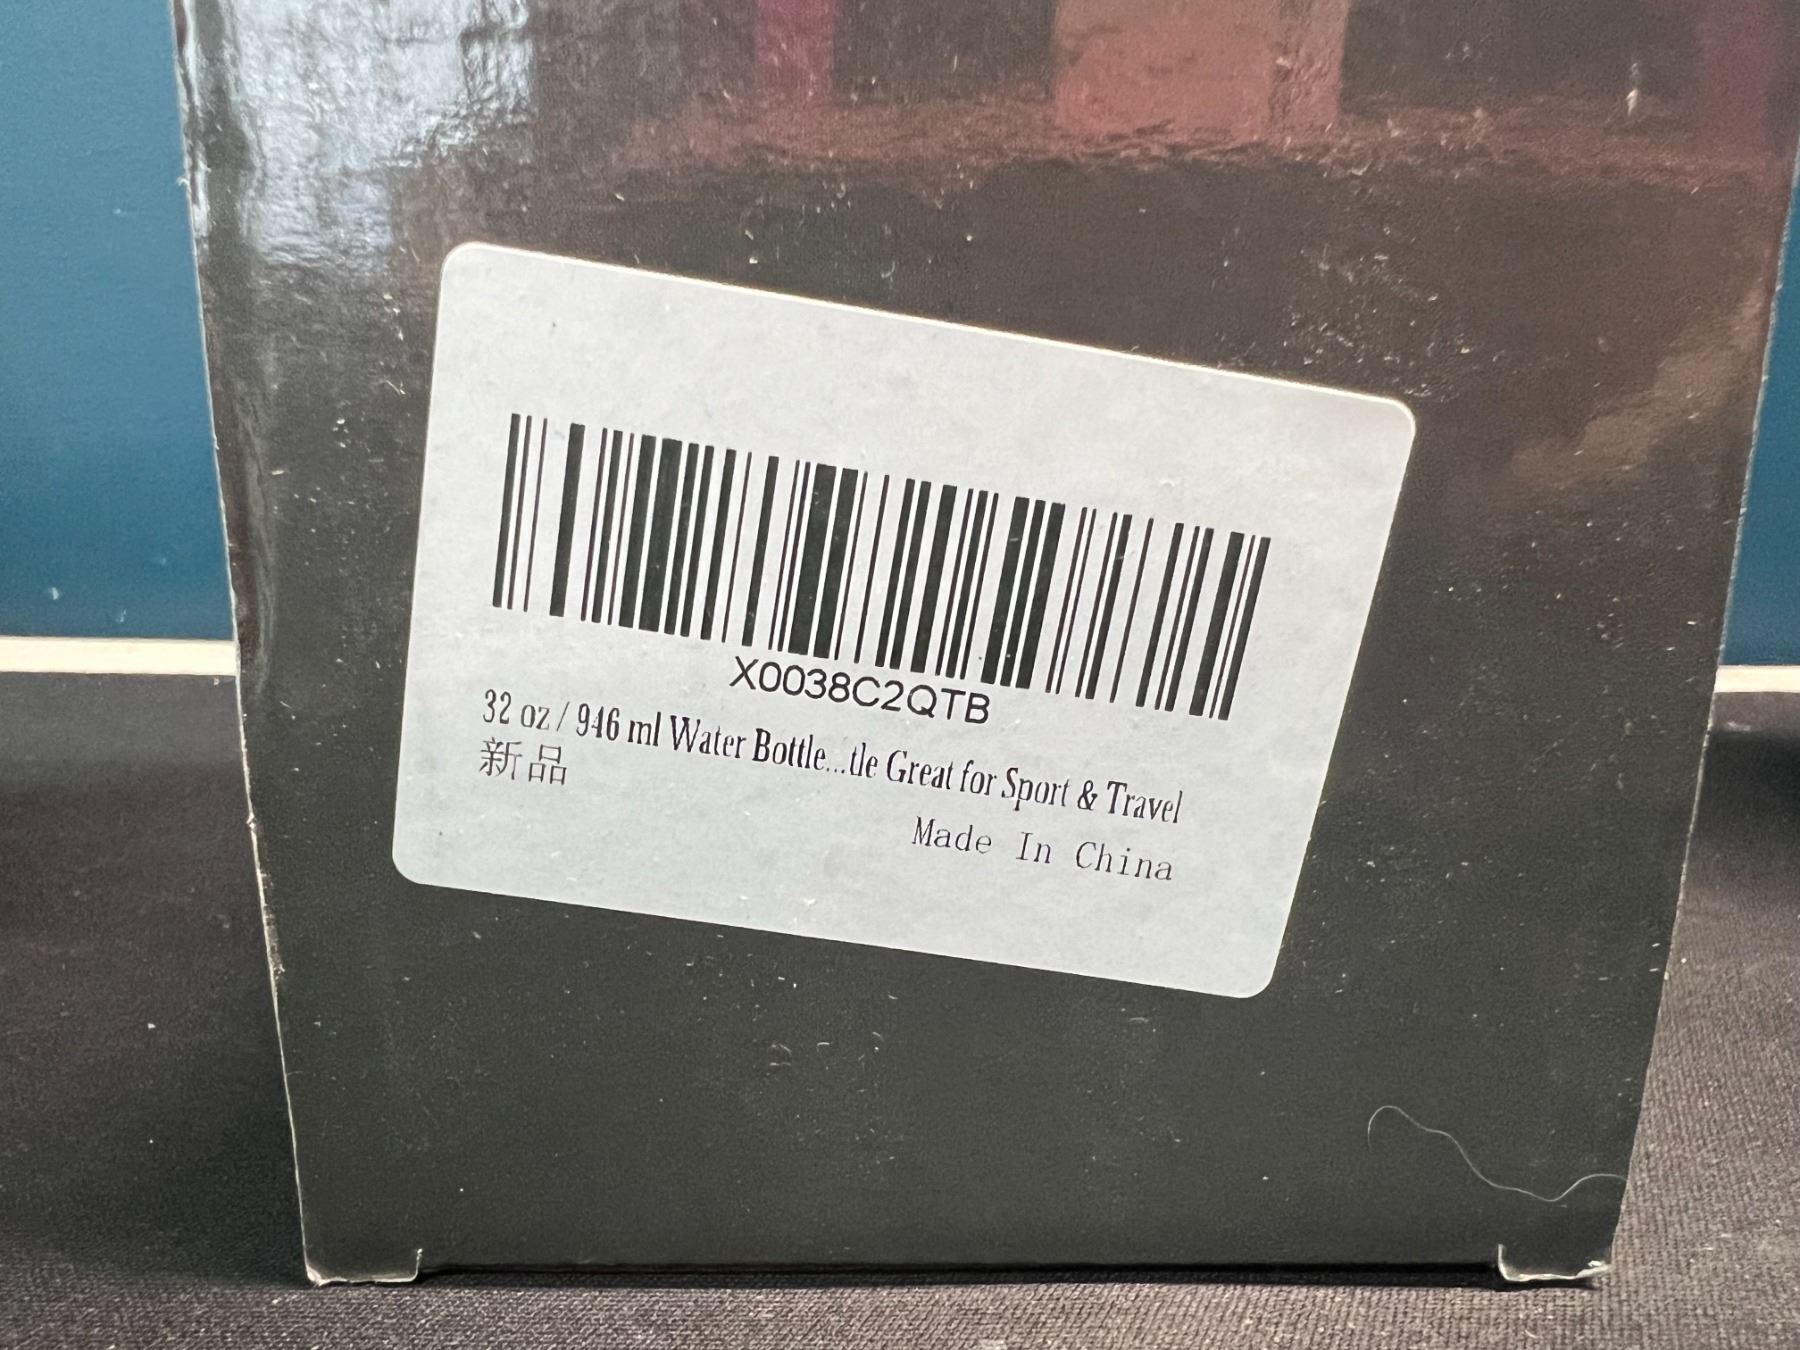 X0038C2QTB
32 oz / 946 ml Water Bottle...tle Great for Sport & Travel
新品
Made In China